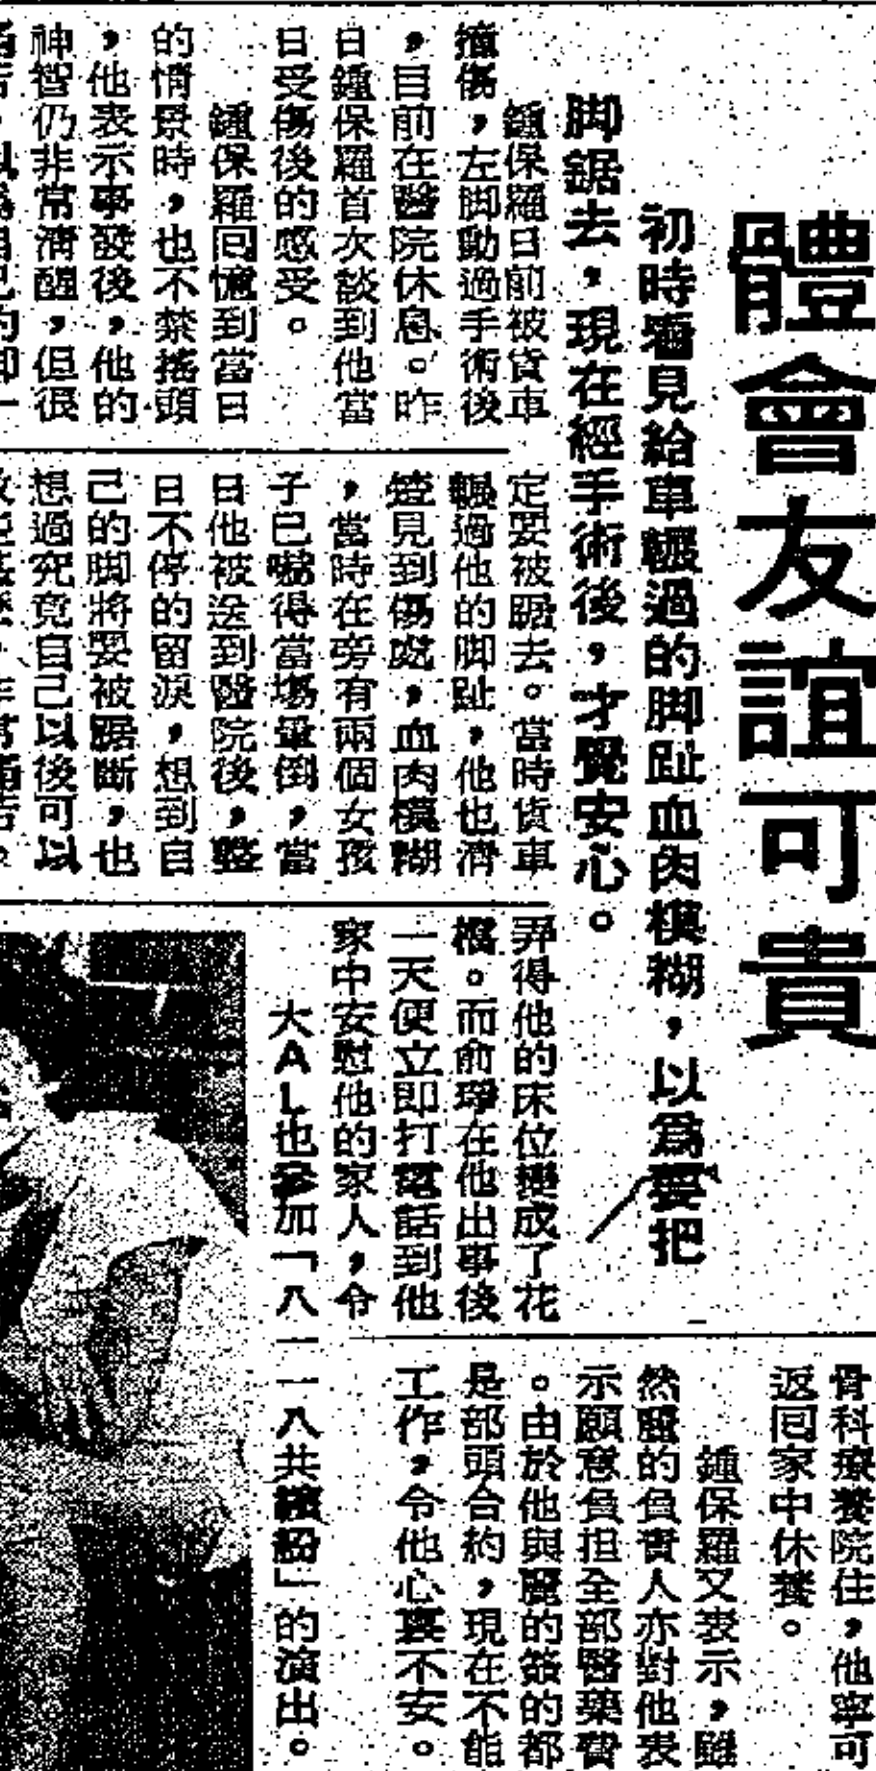 體會友誼可貴
初時看見給車輾過的脚趾血肉模糊，以爲要把
脚鋸去，現在經手術後，才覺安心。
鍾保羅日前被貨車
撞傷，左脚動過手術後
，目前在醫院休息。昨
日鍾保羅首次談到他當
日受傷後的感受。
鍾保羅回憶到當日
的情景時，也不禁搖頭
，他表示事發後，他的
神智仍非常清醒，但很
定要被鋸去。當時貨車
輾過他的脚趾，他也清
楚見到傷處，血肉模糊
，當時在旁有兩個女孩
子已嚇得當場暈倒，當
日他被送到醫院後，整
日不停的留淚，想到自
己的脚將要被鋸斷，也
想過究竟自己以後可以
弄得他的床位變成了花
檔。而俞琤在他出事後
一天便立即打電話到他
家中安慰他的家人，令
大AL也參加「八一一八共繽紛」的演出。
骨科療養院住，他寧可
返回家中休養。
鍾保羅又表示，雖
然麗的負責人亦對他表
示願意負担全部醫藥費
。由於他與麗的簽的都
是部頭合約，現在不能
工作，令他心裏不安。